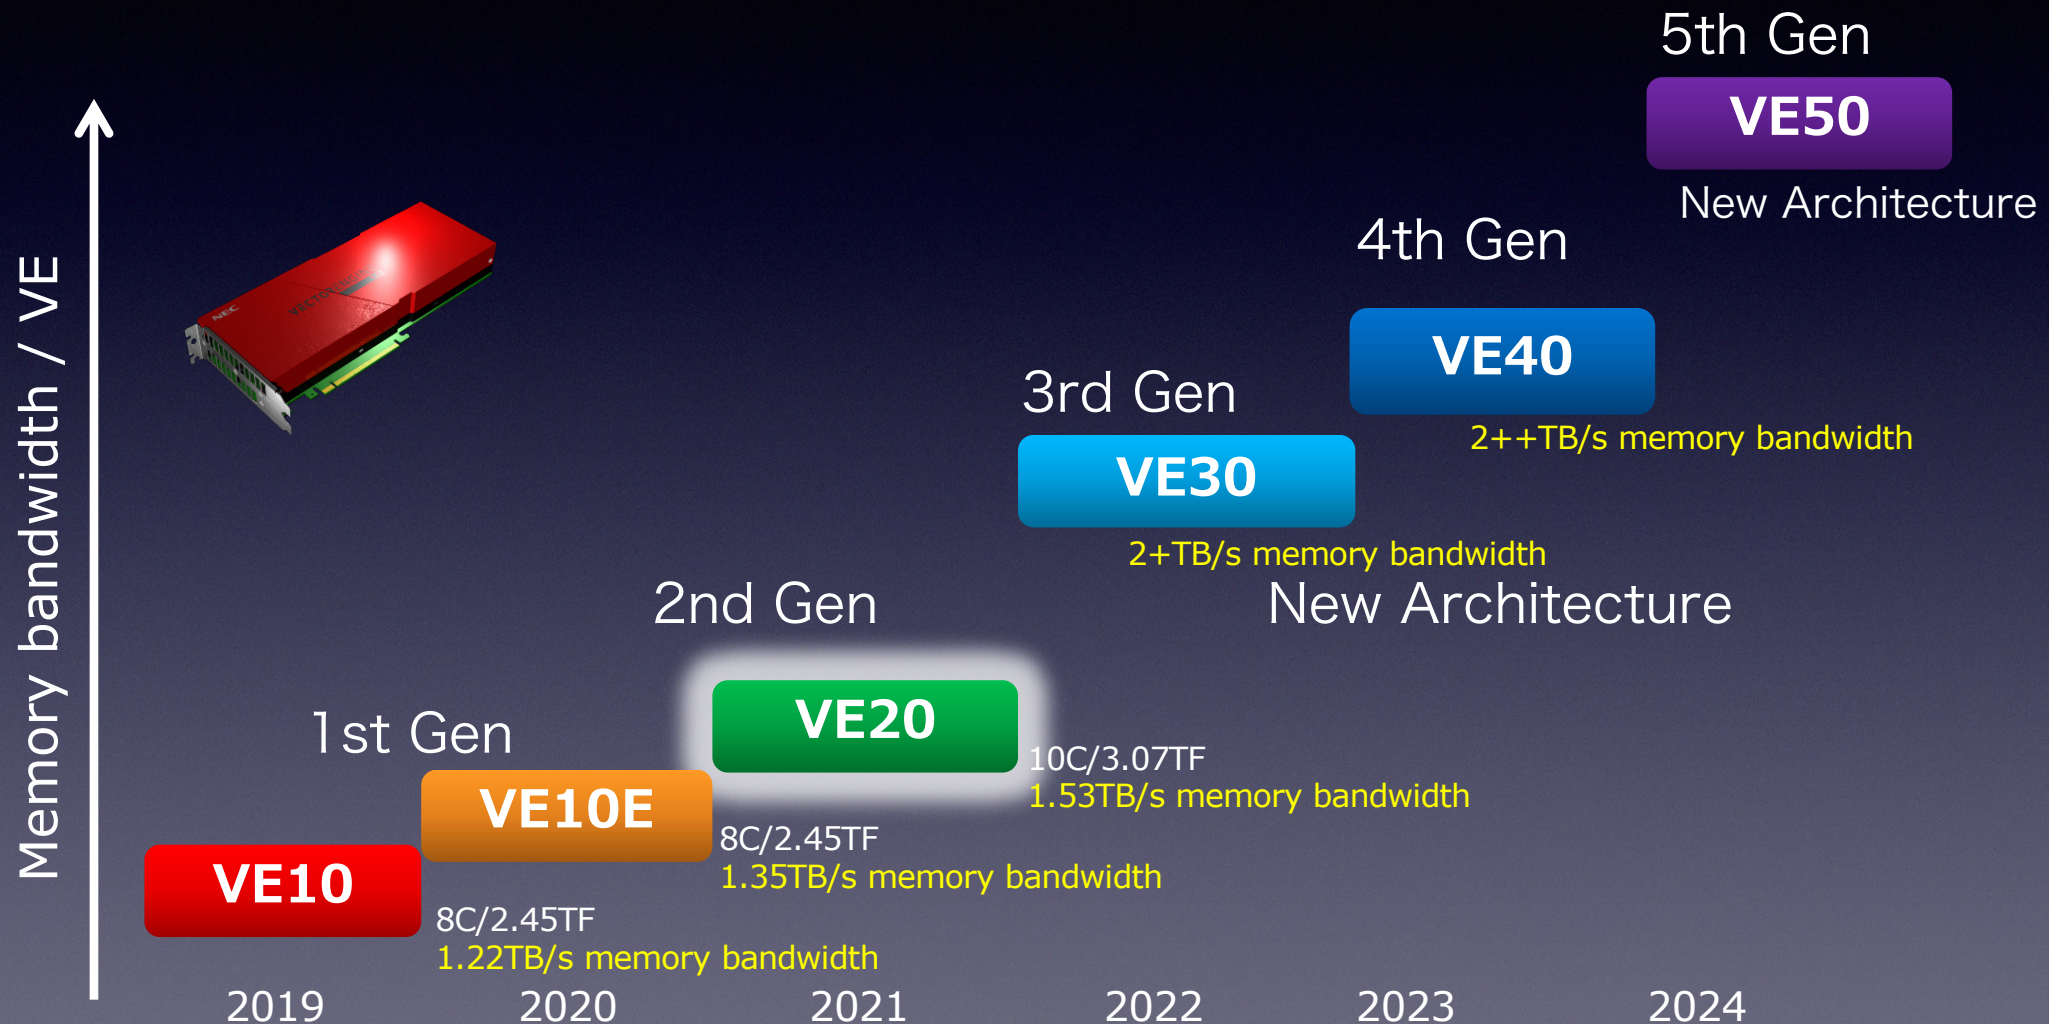 5th Gen
VE50
New Architecture
4th Gen
VE40
2++TB/s memory bandwidth
3rd Gen
VE30
2+TB/s memory bandwidth
New Architecture
2nd Gen
VE20
10C/3.07TF
1.53TB/s memory bandwidth
1st Gen
VE10E
8C/2.45TF
1.35TB/s memory bandwidth
VE10
8C/2.45TF
1.22TB/s memory bandwidth
Memory bandwidth / VE
NEC
2019 2020 2021 2022 2023 2024